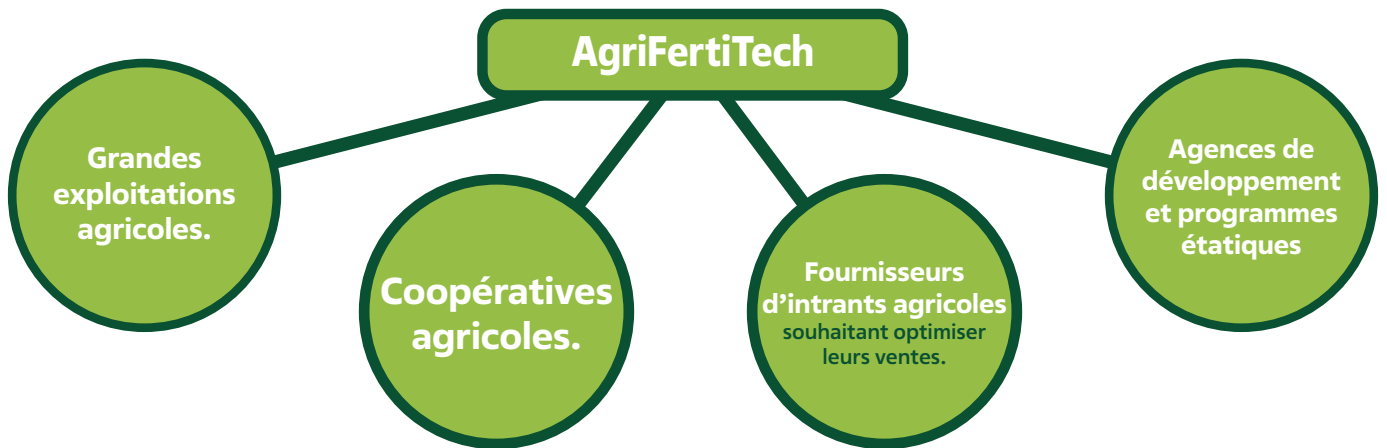 AgriFertiTech
Grandes
exploitations
agricoles.
Coopératives
agricoles.
Fournisseurs
d’intrants agricoles
souhaitant optimiser
leurs ventes.
Agences de
développement
et programmes
étatiques